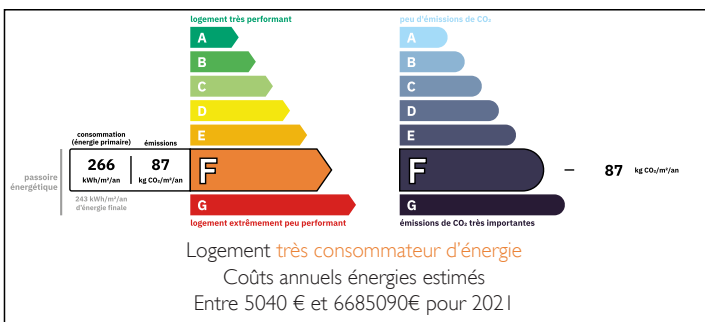 logement très performant
A
B
C
D
E
consommation
(énergie primaire)
émissions
passoire
énergétique
266
kWh/m²/an
87
kg CO₂/m²/an
F
243 kWh/m²/an
d'énergie finale
G
logement extrêmement peu performant
peu d'émissions de CO₂
A
B
C
D
E
F
87 kg CO₂/m²/an
G
émissions de CO₂ très importantes
Logement très consommateur d'énergie
Coûts annuels énergies estimés
Entre 5040 € et 6685090€ pour 2021